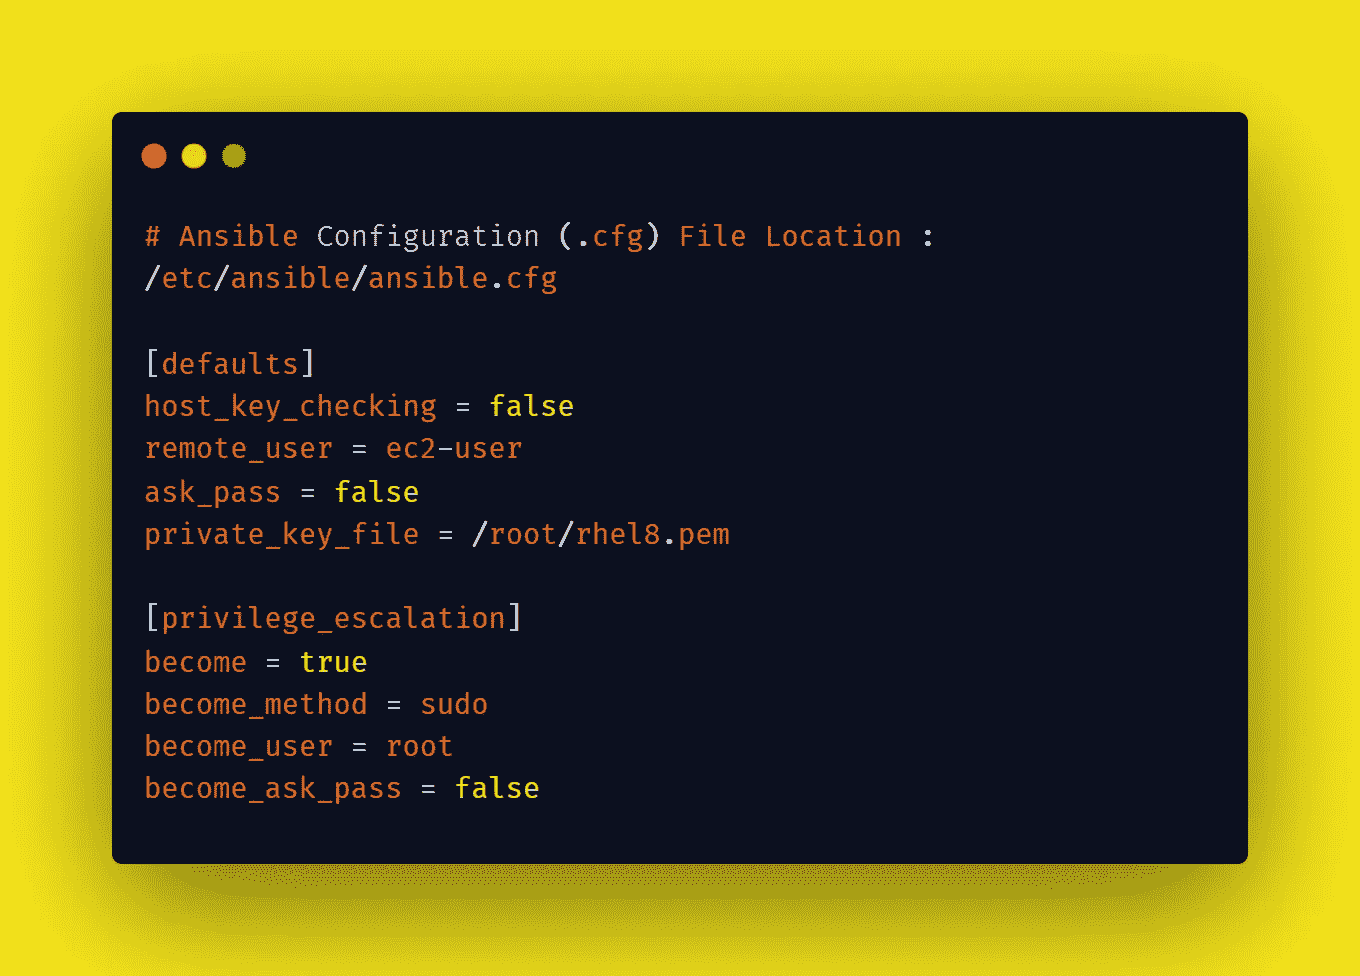 # Ansible Configuration (.cfg) File Location :
/etc/ansible/ansible.cfg
[defaults]
host_key_checking = false
remote_user = ec2-user
ask_pass = false
private_key_file = /root/rhel8.pem
[privilege_escalation]
become = true
become_method = sudo
become_user = root
become_ask_pass = false